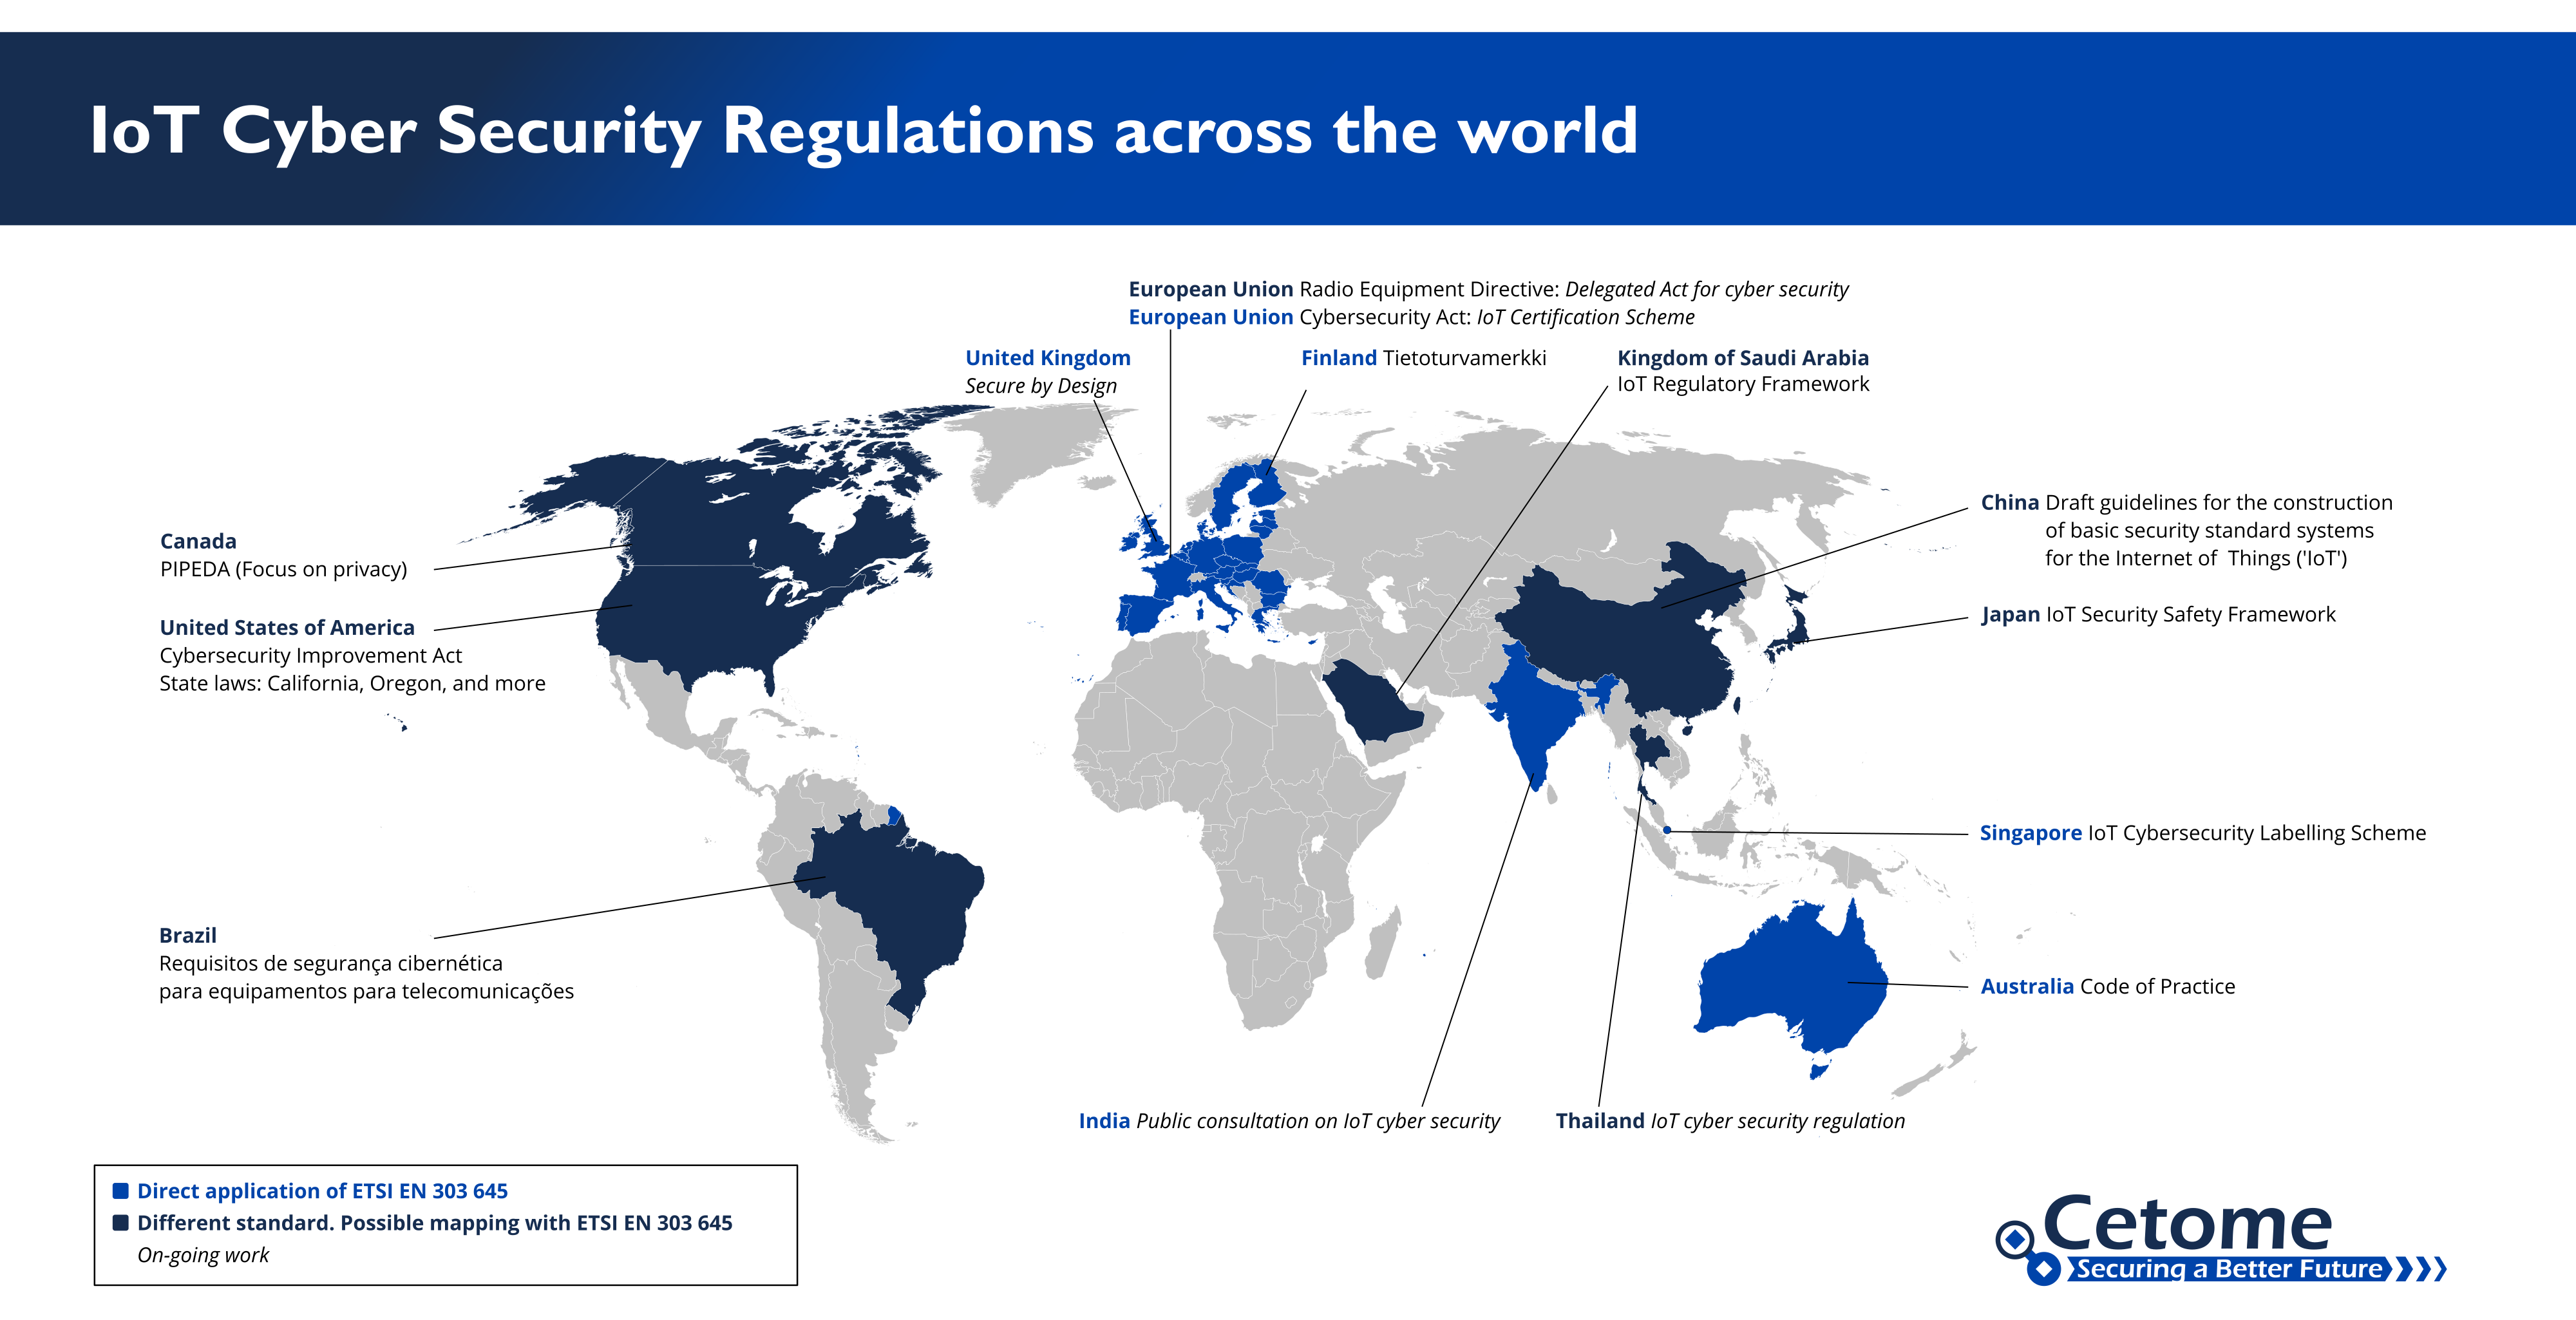 IoT Cyber Security Regulations across the world
European Union Radio Equipment Directive: Delegated Act for cyber security
European Union Cybersecurity Act: IoT Certification Scheme
United Kingdom
Secure by Design
Finland Tietoturvamerkki
Kingdom of Saudi Arabia
IoT Regulatory Framework
Canada
PIPEDA (Focus on privacy)
United States of America
Cybersecurity Improvement Act
State laws: California, Oregon, and more
China Draft guidelines for the construction
of basic security standard systems
for the Internet of Things ('IoT')
Japan IoT Security Safety Framework
Singapore IoT Cybersecurity Labelling Scheme
Brazil
Requisitos de segurança cibernética
para equipamentos para telecomunicações
Australia Code of Practice
India Public consultation on IoT cyber security
Thailand IoT cyber security regulation
Direct application of ETSI EN 303 645
Different standard. Possible mapping with ETSI EN 303 645
On-going work
Cetome
Securing a Better Future